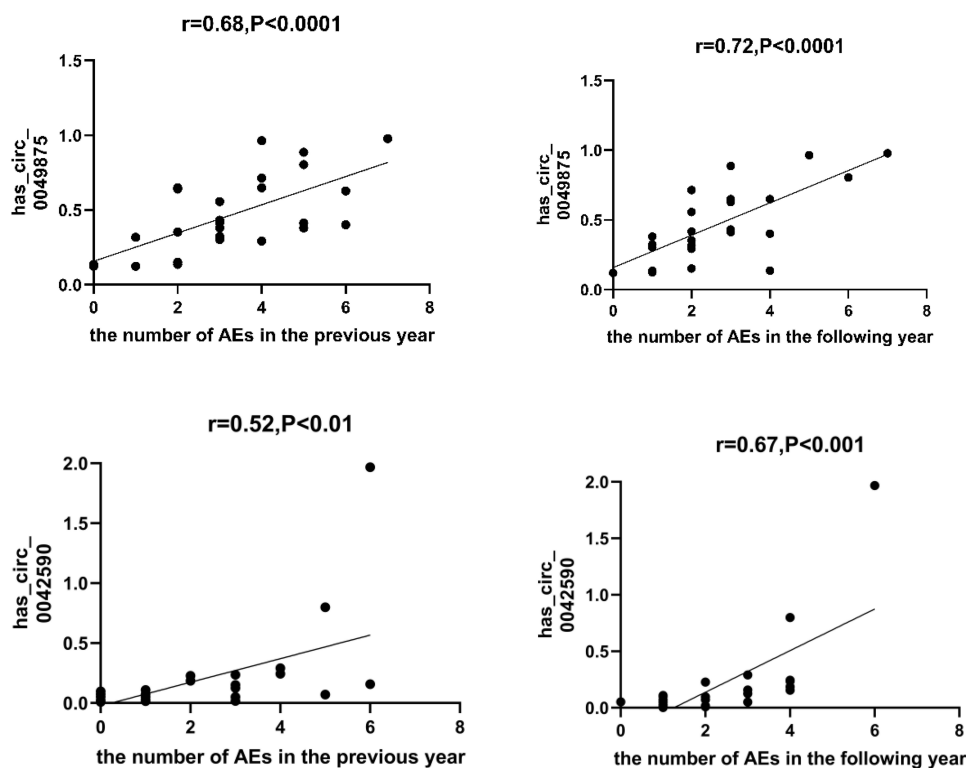 r=0.68,P<0.0001
has_circ_
0049875
1.5
1.0
0.5
0.0
0 2 4 6 8
the number of AEs in the previous year
r=0.72,P<0.0001
has_circ_
0049875
1.5
1.0
0.5
0.0
0 2 4 6 8
the number of AEs in the following year
r=0.52,P<0.01
has_circ_
0042590
2.0
1.5
1.0
0.5
0.0
0 2 4 6 8
the number of AEs in the previous year
r=0.67,P<0.001
has_circ_
0042590
2.0
1.5
1.0
0.5
0.0
0 2 4 6 8
the number of AEs in the following year